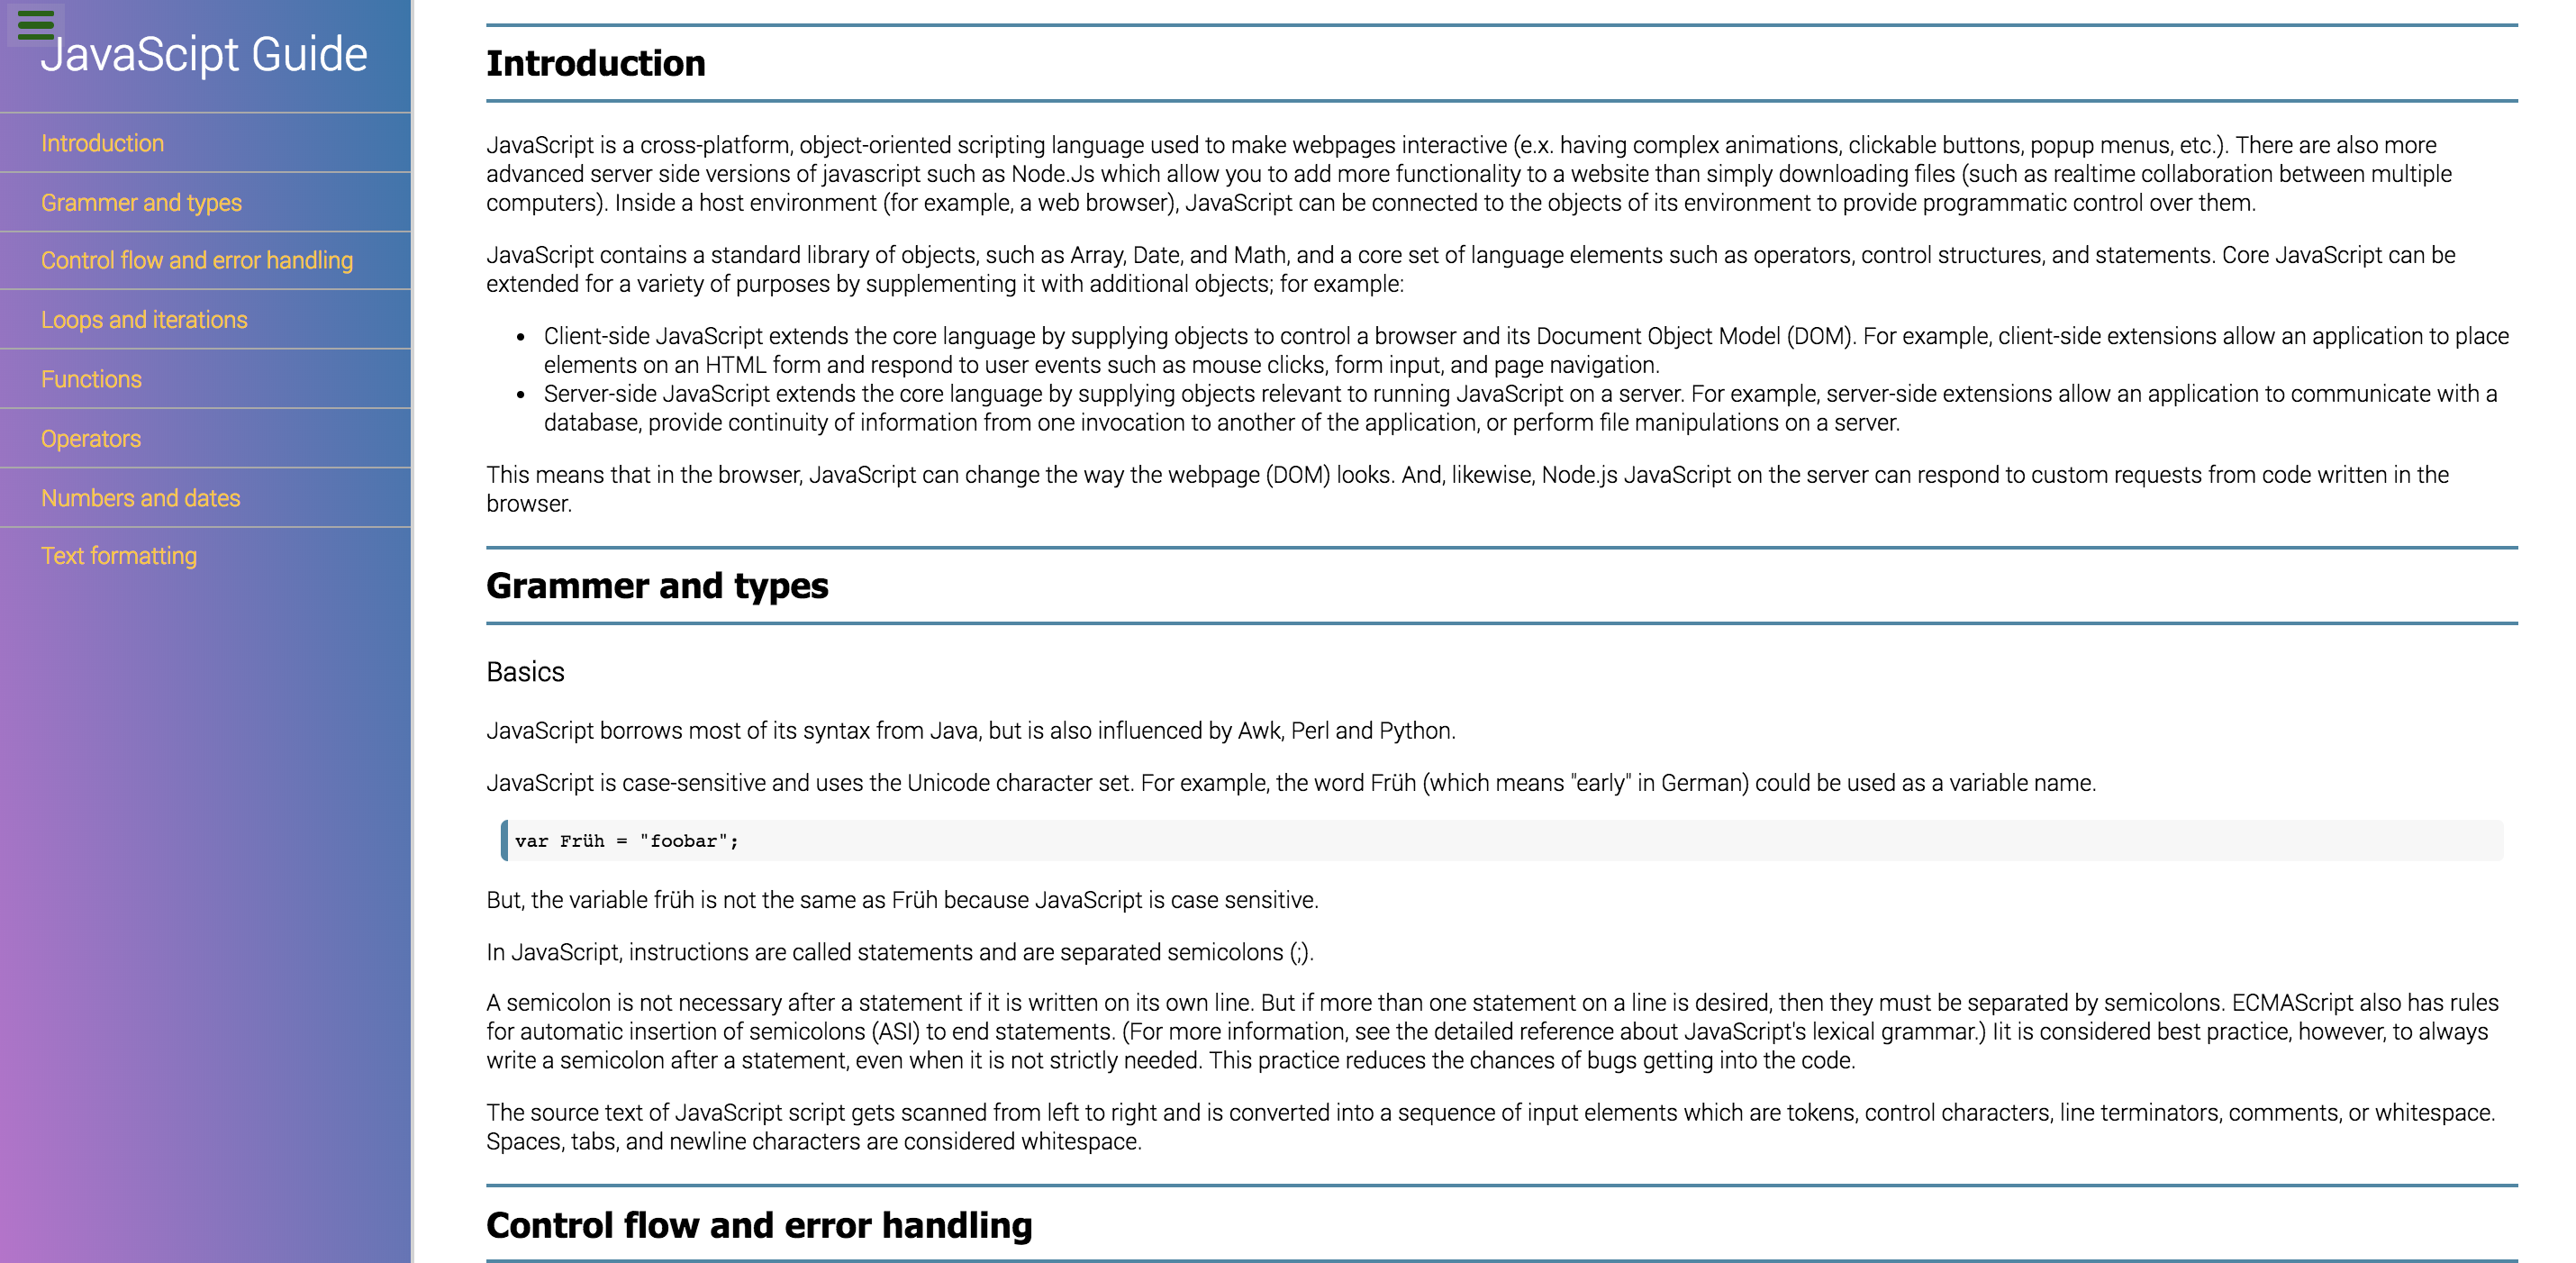 JavaScipt Guide
Introduction
Grammer and types
Control flow and error handling
Loops and iterations
Functions
Operators
Numbers and dates
Text formatting
Introduction
JavaScript is a cross-platform, object-oriented scripting language used to make webpages interactive (e.x. having complex animations, clickable buttons, popup menus, etc.). There are also more
advanced server side versions of javascript such as Node.Js which allow you to add more functionality to a website than simply downloading files (such as realtime collaboration between multiple
computers). Inside a host environment (for example, a web browser), JavaScript can be connected to the objects of its environment to provide programmatic control over them.
JavaScript contains a standard library of objects, such as Array, Date, and Math, and a core set of language elements such as operators, control structures, and statements. Core JavaScript can be
extended for a variety of purposes by supplementing it with additional objects; for example:
• Client-side JavaScript extends the core language by supplying objects to control a browser and its Document Object Model (DOM). For example, client-side extensions allow an application to place
elements on an HTML form and respond to user events such as mouse clicks, form input, and page navigation.
• Server-side JavaScript extends the core language by supplying objects relevant to running JavaScript on a server. For example, server-side extensions allow an application to communicate with a
database, provide continuity of information from one invocation to another of the application, or perform file manipulations on a server.
This means that in the browser, JavaScript can change the way the webpage (DOM) looks. And, likewise, Node.js JavaScript on the server can respond to custom requests from code written in the
browser.
Grammer and types
Basics
JavaScript borrows most of its syntax from Java, but is also influenced by Awk, Perl and Python.
JavaScript is case-sensitive and uses the Unicode character set. For example, the word Früh (which means "early" in German) could be used as a variable name.
var Früh = "foobar";
But, the variable früh is not the same as Früh because JavaScript is case sensitive.
In JavaScript, instructions are called statements and are separated semicolons (;).
A semicolon is not necessary after a statement if it is written on its own line. But if more than one statement on a line is desired, then they must be separated by semicolons. ECMAScript also has rules
for automatic insertion of semicolons (ASI) to end statements. (For more information, see the detailed reference about JavaScript's lexical grammar.) Iit is considered best practice, however, to always
write a semicolon after a statement, even when it is not strictly needed. This practice reduces the chances of bugs getting into the code.
The source text of JavaScript script gets scanned from left to right and is converted into a sequence of input elements which are tokens, control characters, line terminators, comments, or whitespace.
Spaces, tabs, and newline characters are considered whitespace.
Control flow and error handling